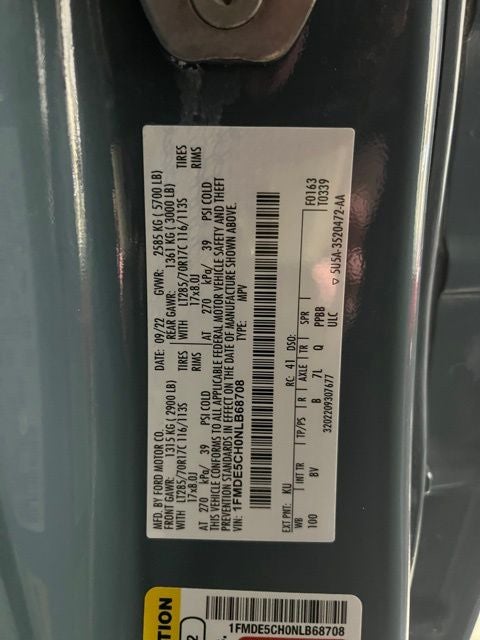 MFD. BY FORD MOTOR CO.
DATE: 09/22 GVWR: 2585 KG ( 5700 LB)
FRONT GAWR: 1315 KG ( 2900 LB) REAR GAWR: 1361 KG ( 3000 LB)
WITH LT285/70R17C 116/113S TIRES WITH LT285/70R17C 116/113S TIRES
17x8.0J RIMS 17x8.0J RIMS
AT 270 kPa/ 39 PSI COLD AT 270 kPa/ 39 PSI COLD
THIS VEHICLE CONFORMS TO ALL APPLICABLE FEDERAL MOTOR VEHICLE SAFETY AND THEFT
PREVENTION STANDARDS IN EFFECT ON THE DATE OF MANUFACTURE SHOWN ABOVE.
VIN: 1FMDE5CH0NLB68708 TYPE: MPV
EXT PNT: KU RC: 41 DSO: F0163
WB INT TR TP/PS R AXLE TR SPR T0339
100 BV B 7L Q PPBB
ULC
3202209307677 ▽ 5U5A-3520472-AA
TION
2
1FMDE5CH0NLB68708